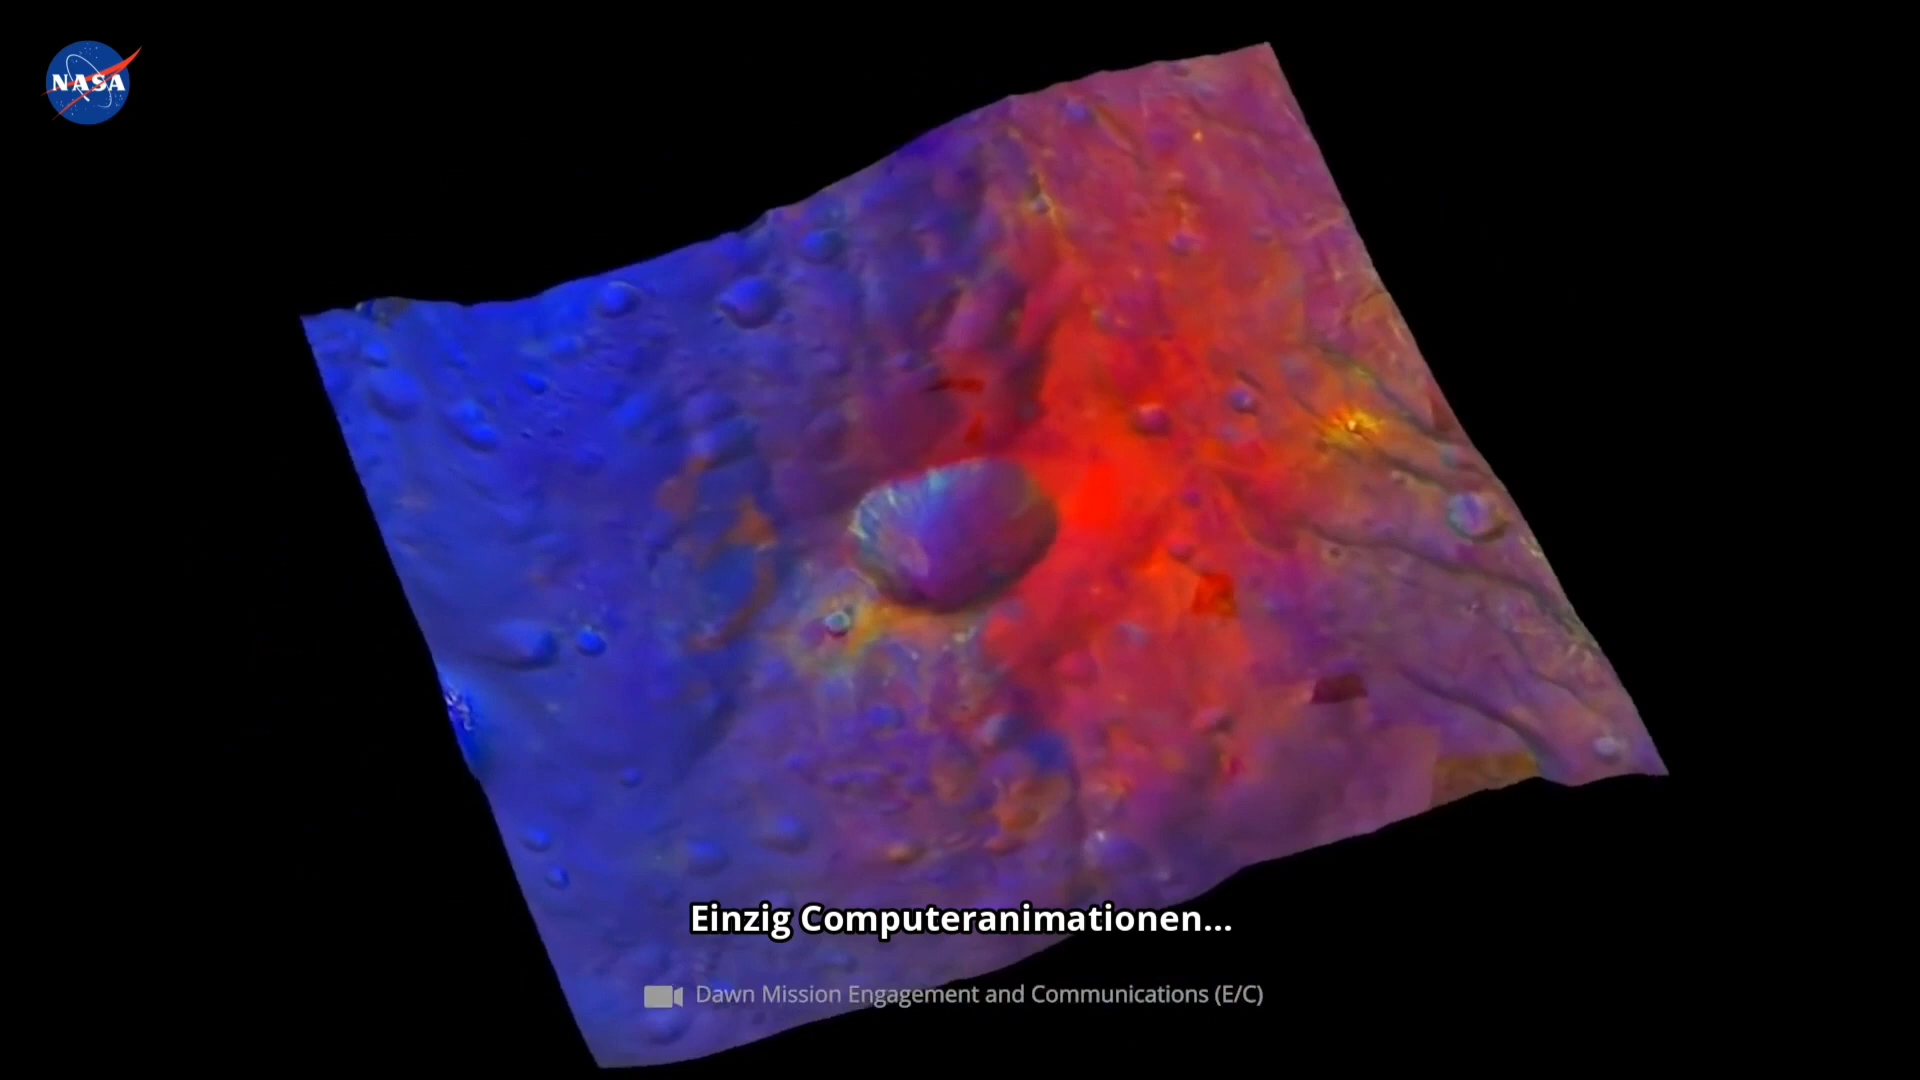 NASA
Einzig Computeranimationen...
Dawn Mission Engagement and Communications (E/C)